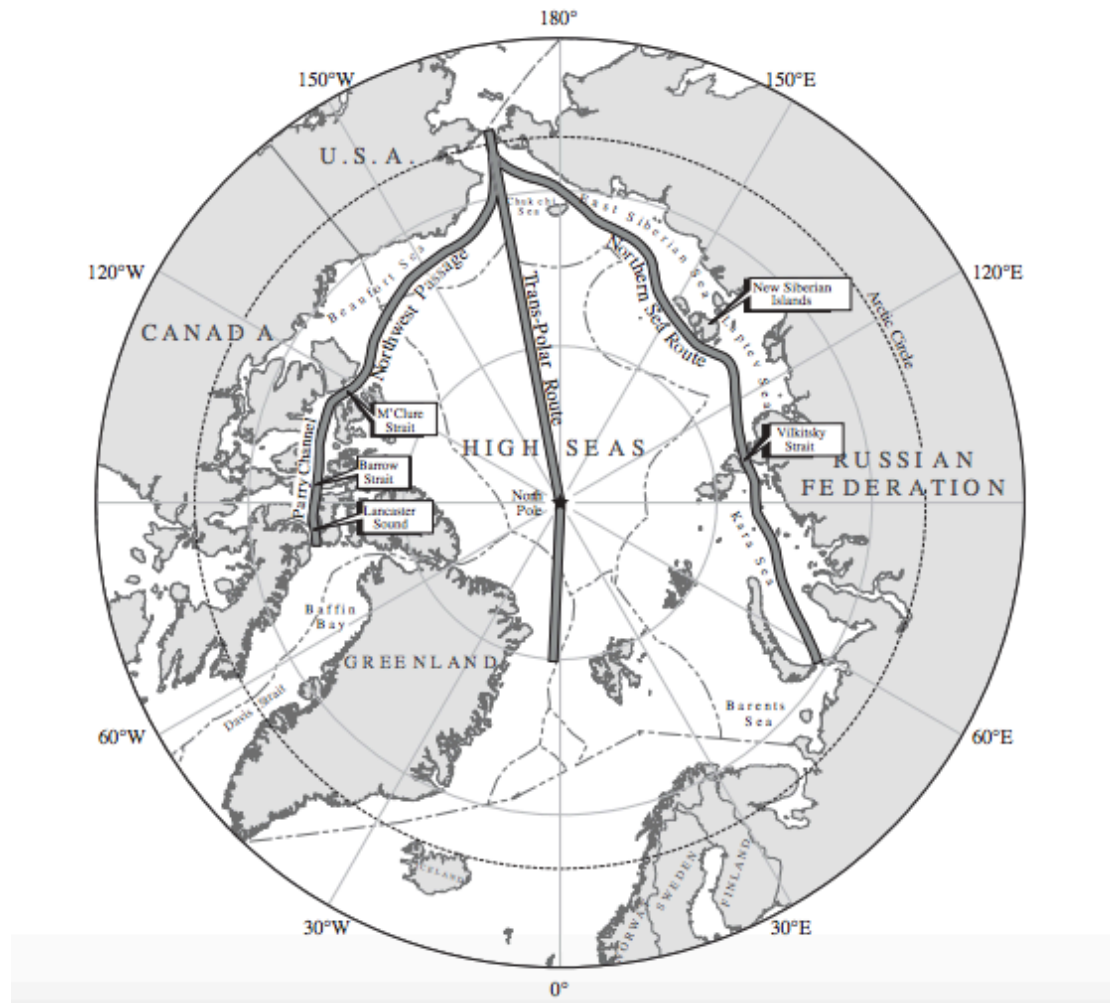 180°
150°W
150°E
U.S.A.
Chukchi
Sea
East Siberian Sea
Beaufort Sea
Northwest Passage
Trans-Polar Route
Northern Sea Route
120°W
120°E
New Siberian
Islands
Laptev Sea
Arctic Circle
CANADA
M'Clure
Strait
Vilkitsky
Strait
HIGH SEAS
RUSSIAN
FEDERATION
Parry Channel
Barrow
Strait
Lancaster
Sound
North
Pole
Kara Sea
Baffin
Bay
GREENLAND
Davis Strait
Barents
Sea
60°W
60°E
ICELAND
NORWAY
SWEDEN
FINLAND
30°W
30°E
0°